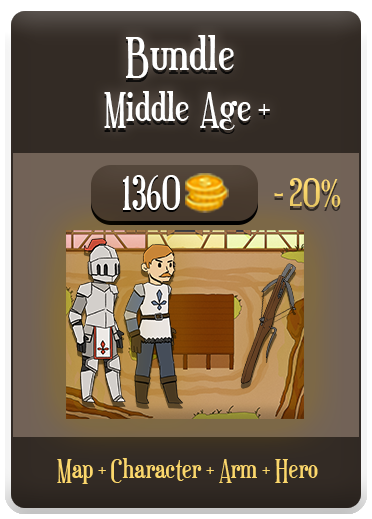 Bundle
Middle Age +
1360 - 20%
Map + Character + Arm + Hero